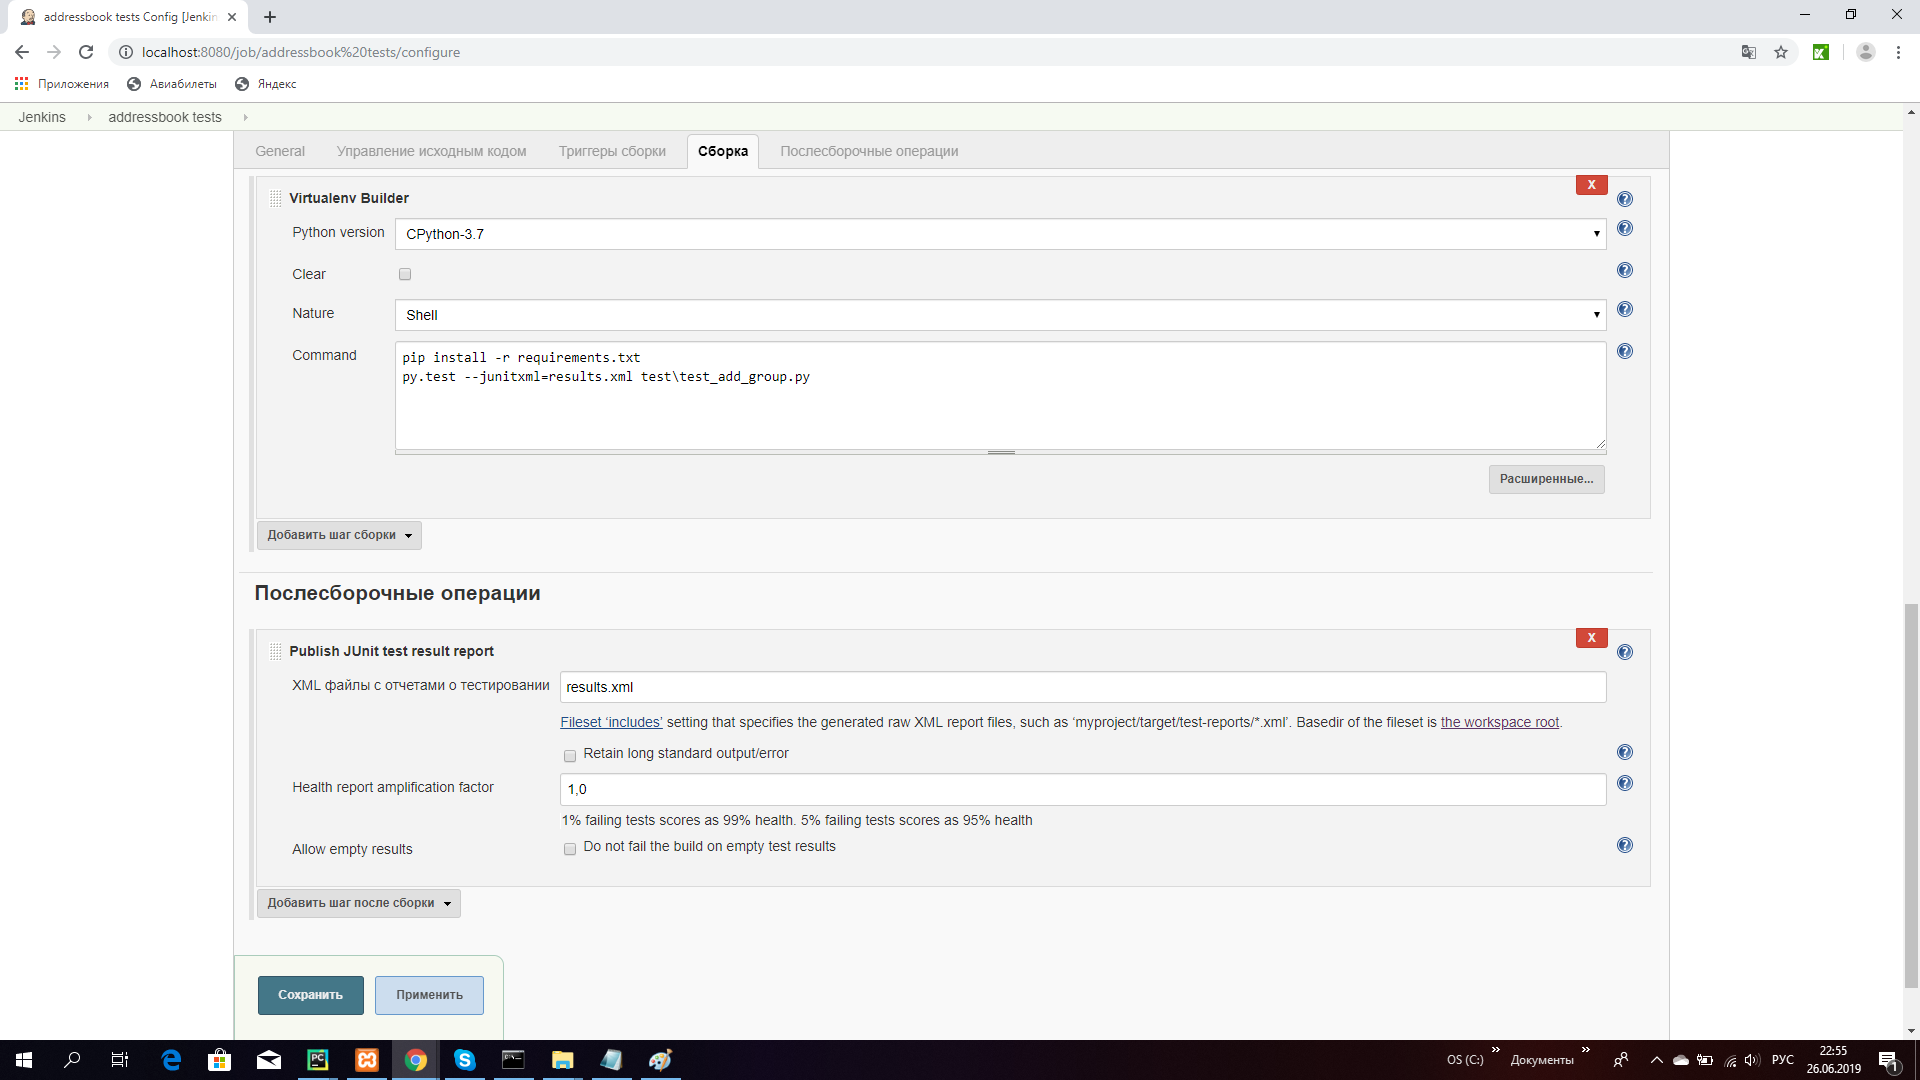 addressbook tests Config [Jenkin
localhost:8080/job/addressbook%20tests/configure
Приложения Авиабилеты Яндекс
Jenkins addressbook tests
General Управление исходным кодом Триггеры сборки Сборка Послесборочные операции
X
Virtualenv Builder
Python version CPython-3.7
Clear
Nature Shell
Command
pip install -r requirements.txt
py.test --junitxml=results.xml test\test_add_group.py
Расширенные...
Добавить шаг сборки
Послесборочные операции
X
Publish JUnit test result report
XML файлы с отчетами о тестировании results.xml
Fileset ‘includes’ setting that specifies the generated raw XML report files, such as ‘myproject/target/test-reports/*.xml’. Basedir of the fileset is the workspace root.
Retain long standard output/error
Health report amplification factor 1,0
1% failing tests scores as 99% health. 5% failing tests scores as 95% health
Allow empty results Do not fail the build on empty test results
Добавить шаг после сборки
Сохранить Применить
OS (C:) Документы РУС 22:55
26.06.2019